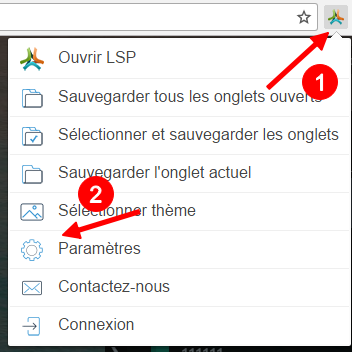 1
Ouvrir LSP
Sauvegarder tous les onglets ouverts
Sélectionner et sauvegarder les onglets
Sauvegarder l'onglet actuel
2
Sélectionner thème
Paramètres
Contactez-nous
Connexion